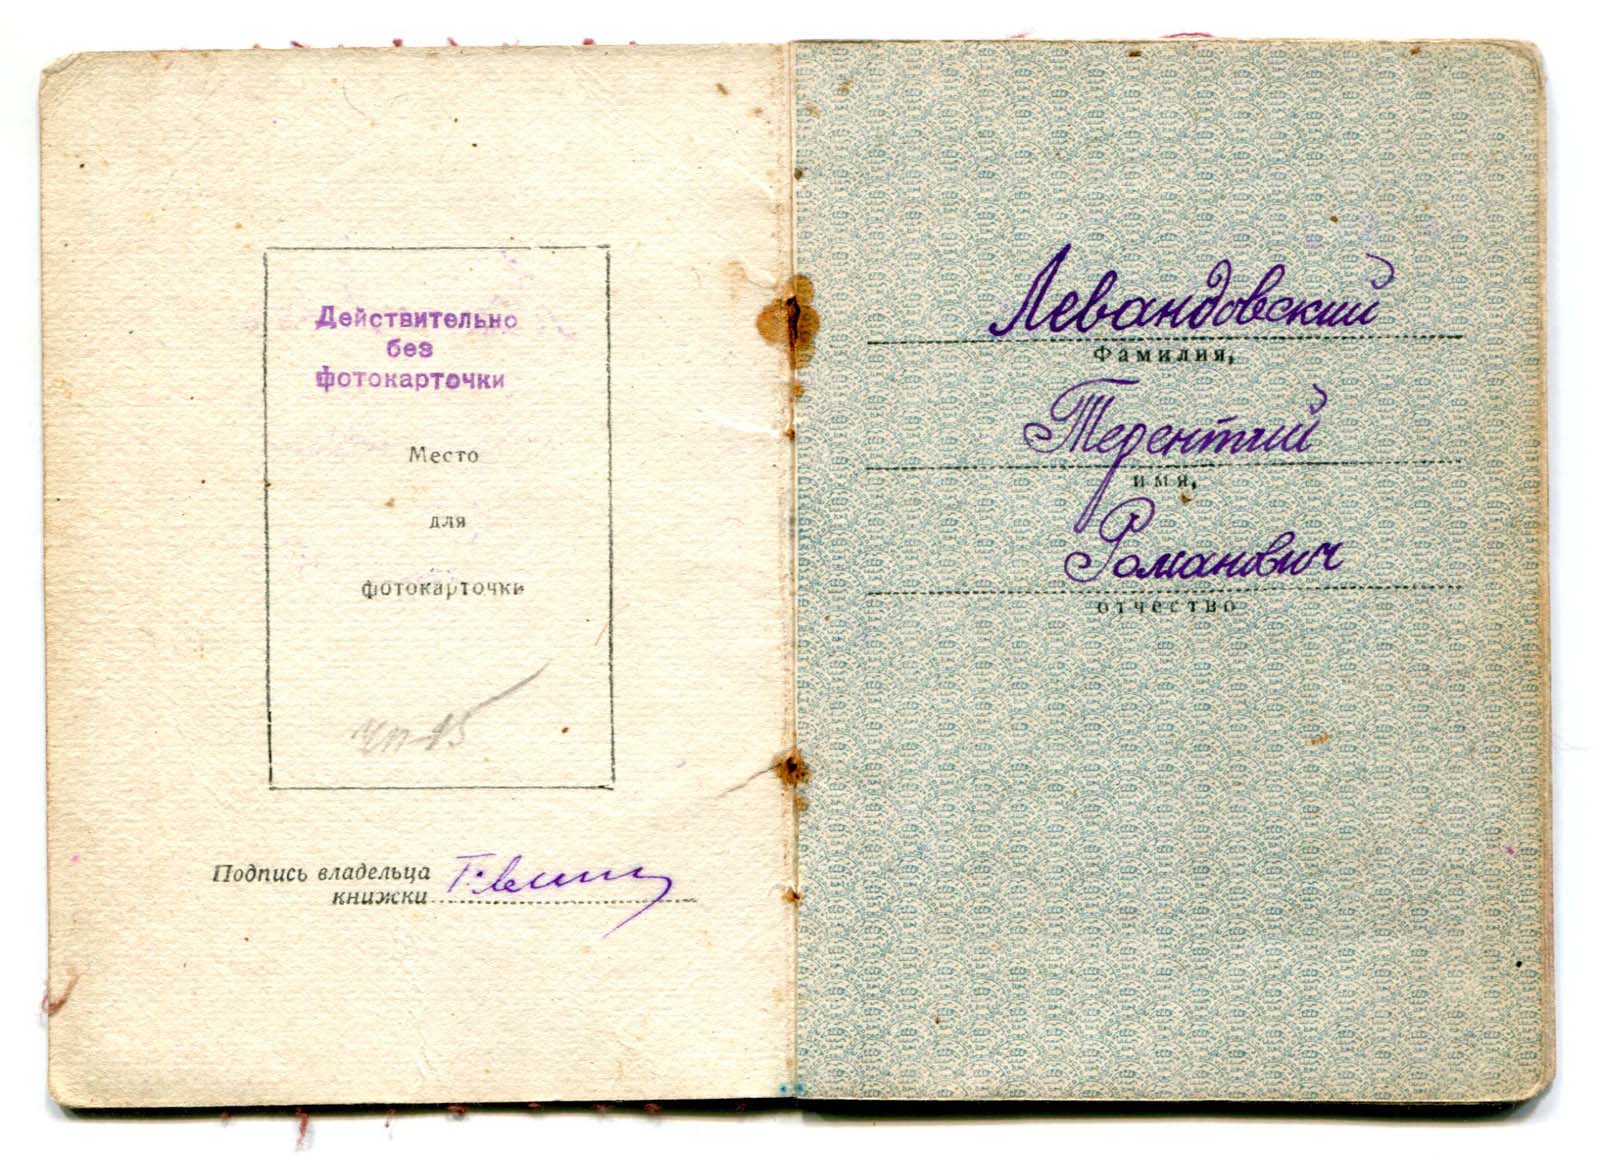 Действительно
без
фотокарточки
Место
для
фотокарточки
Подпись владельца
книжки
Левандовский
Фамилия,
Терентий
имя,
Романович
отчество